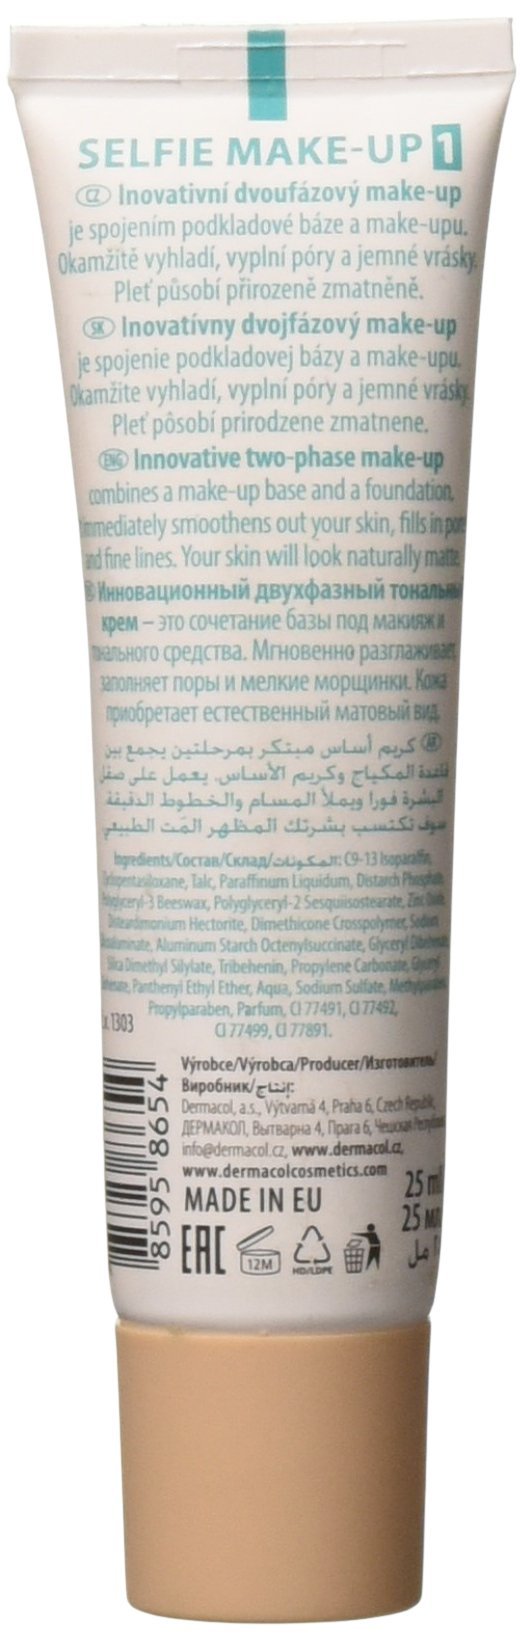 SELFIE MAKE-UP 1
CZ Inovativní dvoufázový make-up
je spojením podkladové báze a make-upu.
Okamžitě vyhladí, vyplní póry a jemné vrásky.
Pleť působí přirozeně zmatněně.
SK Inovatívny dvojfázový make-up
je spojenie podkladovej bázy a make-upu.
Okamžite vyhladí, vyplní póry a jemné vrásky.
Pleť pôsobí prirodzene zmatnene.
ENG Innovative two-phase make-up
combines a make-up base and a foundation,
immediately smoothens out your skin, fills in pores
and fine lines. Your skin will look naturally matte.
Инновационный двухфазный тональный
крем – это сочетание базы под макияж и
тонального средства. Мгновенно разглаживает,
заполняет поры и мелкие морщинки. Кожа
приобретает естественный матовый вид.
AR كريم أساس مبتكر بمرحلتين يجمع بين
قاعدة المكياج وكريم الأساس. يعمل على صقل
البشرة فورا ويملأ المسام والخطوط الدقيقة.
سوف تكتسب بشرتك المظهر المت الطبيعي
Ingredients/Состав/Склад/المكونات: C9-13 Isoparaffin,
Cyclopentasiloxane, Talc, Paraffinum Liquidum, Distarch Phosphate,
Polyglyceryl-3 Beeswax, Polyglyceryl-2 Sesquiisostearate, Zinc Oxide,
Disteardmonium Hectorite, Dimethicone Crosspolymer, Sodium
Aluminum Starch Octenylsuccinate, Glyceryl Dibehenate,
Silica Dimethyl Silylate, Tribehenin, Propylene Carbonate, Glyceryl
Panthenyl Ethyl Ether, Aqua, Sodium Sulfate, Methylparaben,
Propylparaben, Parfum, CI 77491, CI 77492,
CI 77499, CI 77891.
1303
Výrobce/Výrobca/Producer/Изготовитель/
Виробник/إنتاج:
Dermacol, a.s., Výtvarná 4, Praha 6, Czech Republic,
ДЕРМАКОЛ, Вытварна 4, Прага 6, Чешская Республика
info@dermacol.cz, www.dermacol.cz,
www.dermacolcosmetics.com
MADE IN EU
25 ml
25 мл
مل
8595 8654
EAC
12M
HD/LDPE